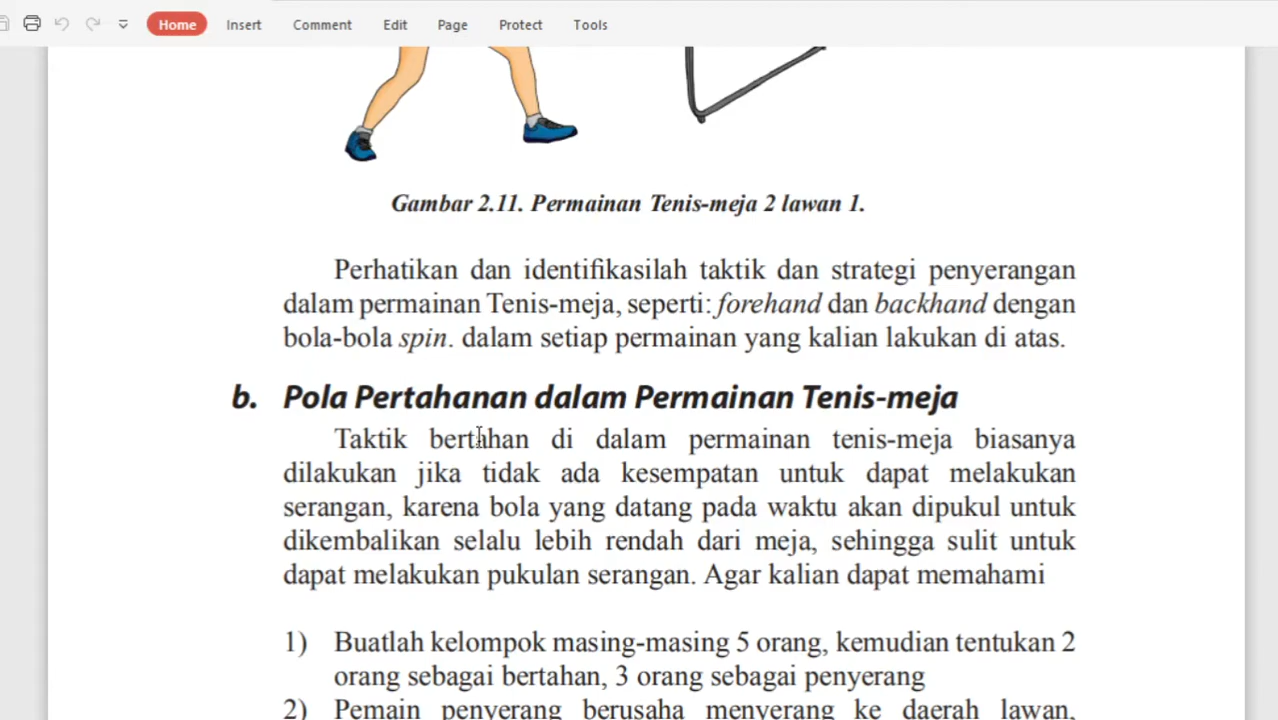 Home Insert Comment Edit Page Protect Tools
Gambar 2.11. Permainan Tenis-meja 2 lawan 1.
Perhatikan dan identifikasilah taktik dan strategi penyerangan
dalam permainan Tenis-meja, seperti: forehand dan backhand dengan
bola-bola spin. dalam setiap permainan yang kalian lakukan di atas.
b. Pola Pertahanan dalam Permainan Tenis-meja
Taktik bertahan di dalam permainan tenis-meja biasanya
dilakukan jika tidak ada kesempatan untuk dapat melakukan
serangan, karena bola yang datang pada waktu akan dipukul untuk
dikembalikan selalu lebih rendah dari meja, sehingga sulit untuk
dapat melakukan pukulan serangan. Agar kalian dapat memahami
1) Buatlah kelompok masing-masing 5 orang, kemudian tentukan 2
orang sebagai bertahan, 3 orang sebagai penyerang
2) Pemain penyerang berusaha menyerang ke daerah lawan,